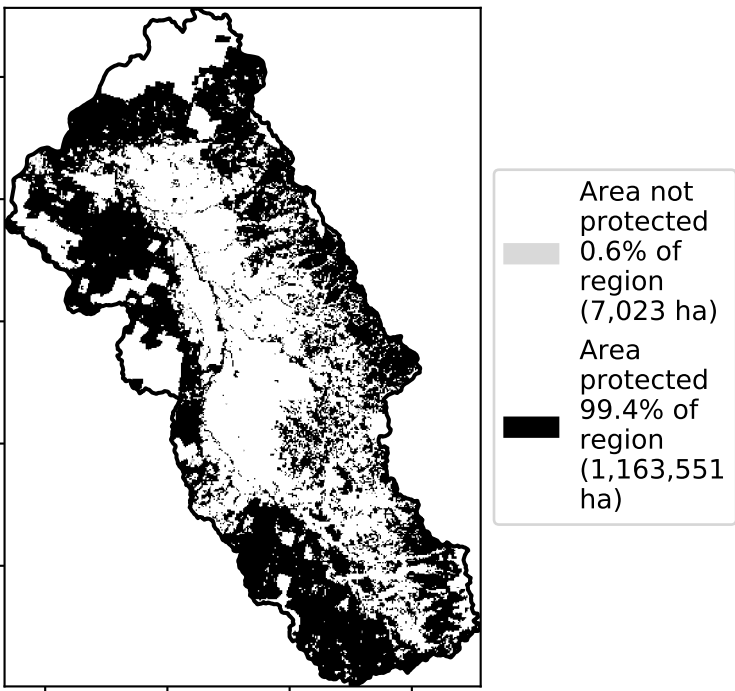 Area not
protected
0.6% of
region
(7,023 ha)
Area
protected
99.4% of
region
(1,163,551
ha)